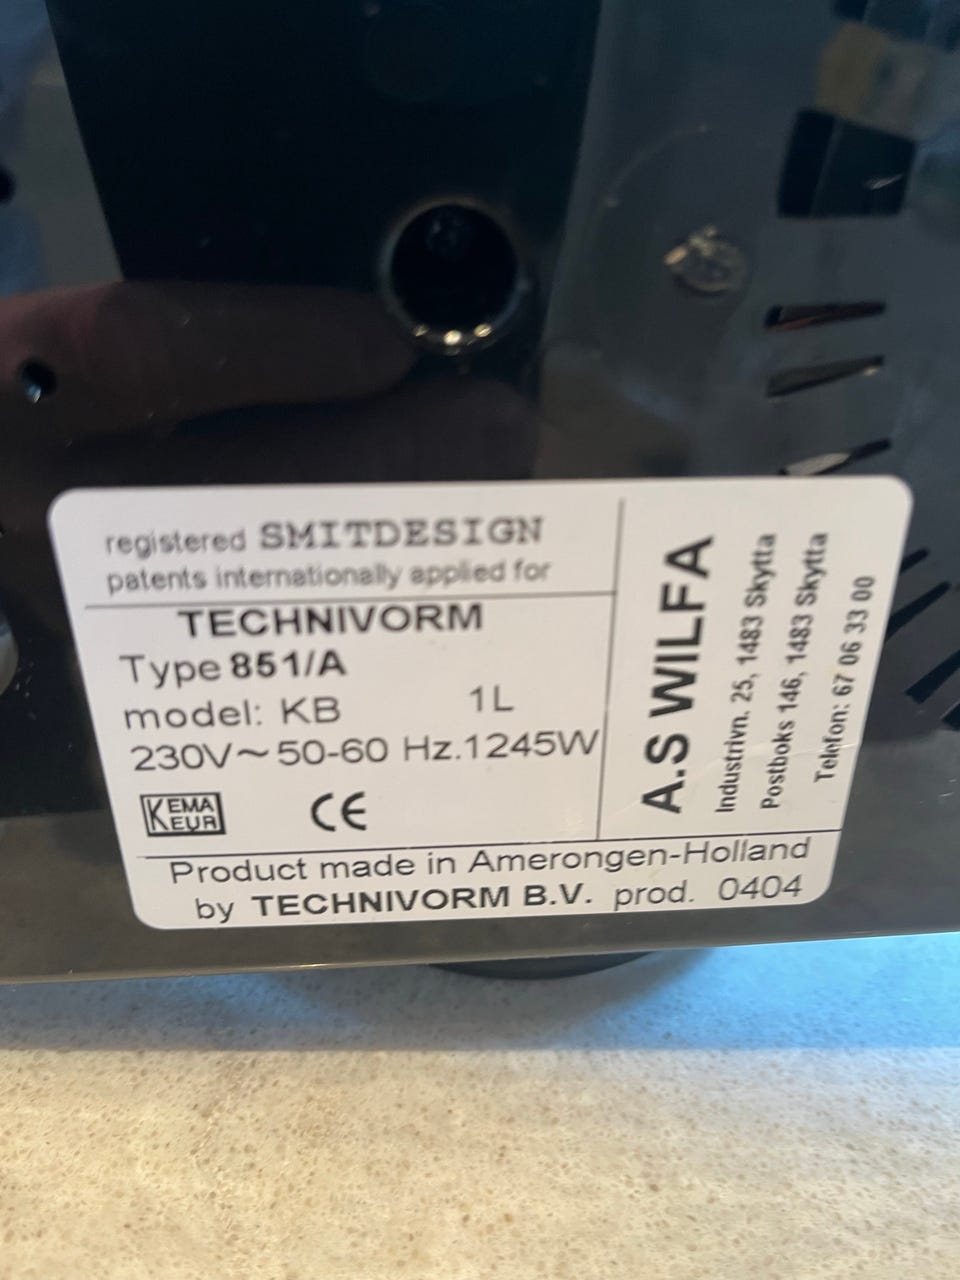 registered SMITDESIGN
patents internationally applied for
TECHNIVORM
Type 851/A
model: KB 1L
230V~50-60 Hz.1245W
KEMA
KEUR
CE
A.S WILFA
Industrivn. 25, 1483 Skytta
Postboks 146, 1483 Skytta
Telefon: 67 06 33 00
Product made in Amerongen-Holland
by TECHNIVORM B.V. prod. 0404